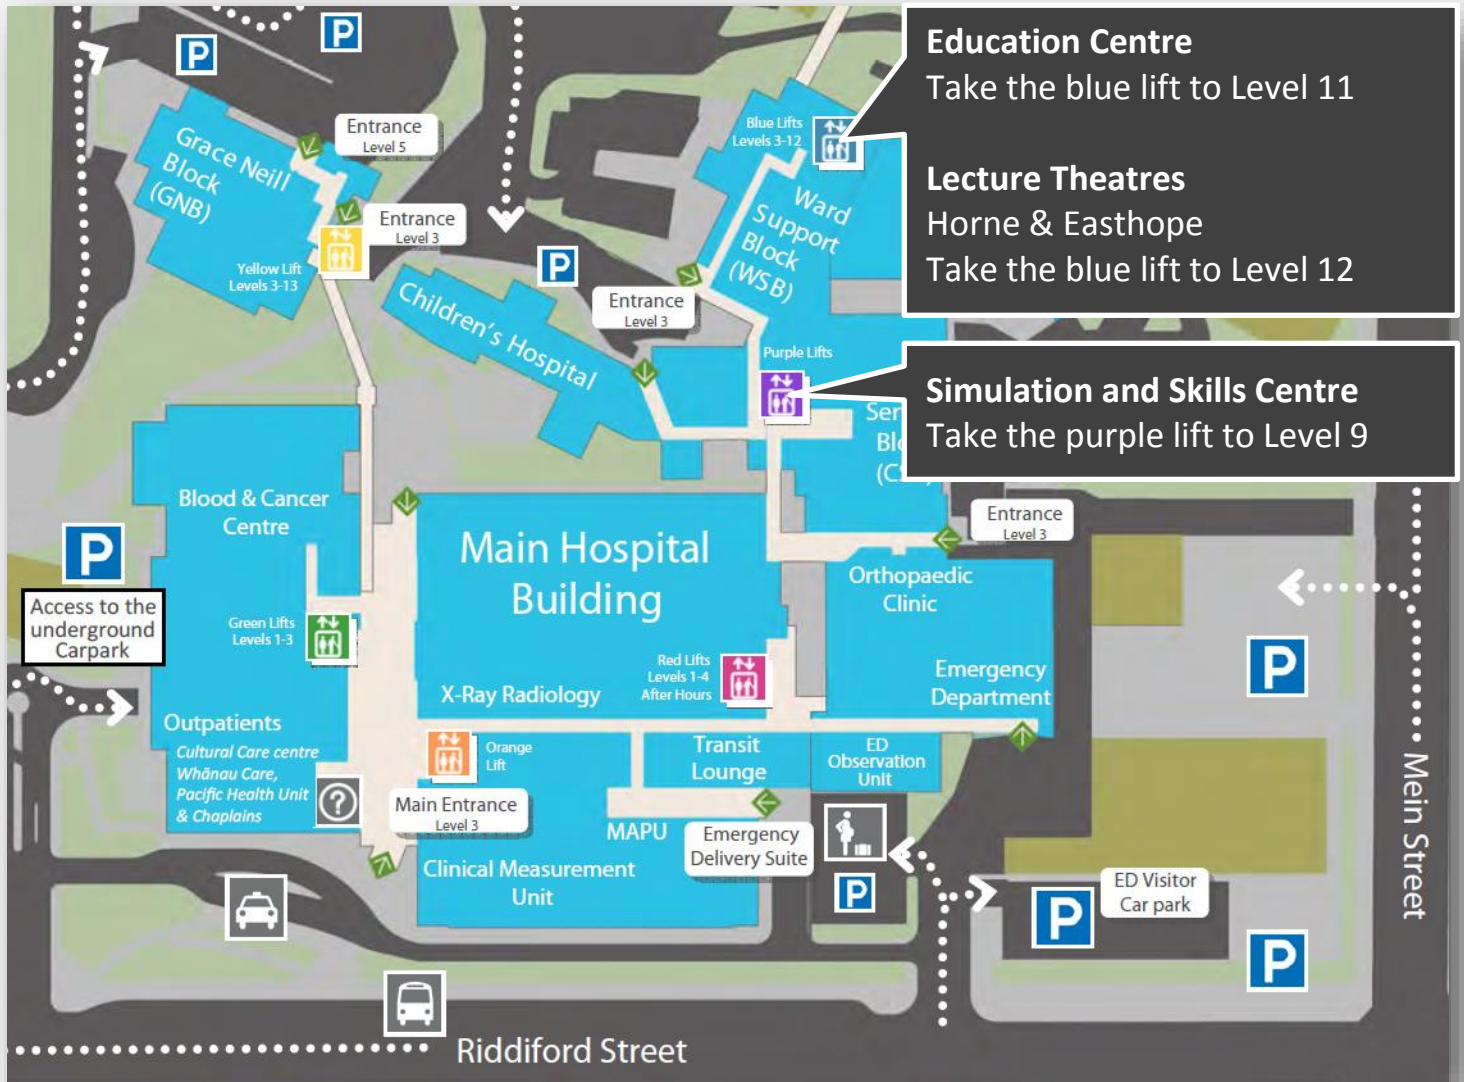 P
P
Education Centre
Take the blue lift to Level 11
Lecture Theatres
Horne & Easthope
Take the blue lift to Level 12
Entrance
Level 5
Grace Neill
Block
(GNB)
Entrance
Level 3
Yellow Lift
Levels 3-13
Blue Lifts
Levels 3-12
Ward
Support
Block
(WSB)
P
Entrance
Level 3
Children's Hospital
Purple Lifts
Simulation and Skills Centre
Take the purple lift to Level 9
Blood & Cancer
Centre
Main Hospital
Building
Entrance
Level 3
Orthopaedic
Clinic
P
Access to the
underground
Carpark
Green Lifts
Levels 1-3
Red Lifts
Levels 1-4
After Hours
X-Ray Radiology
Emergency
Department
P
Outpatients
Cultural Care centre
Whānau Care,
Pacific Health Unit
& Chaplains
?
Orange
Lift
Transit
Lounge
ED
Observation
Unit
Main Entrance
Level 3
MAPU
Emergency
Delivery Suite
Clinical Measurement
Unit
P
ED Visitor
Car park
P
P
Mein Street
Riddiford Street